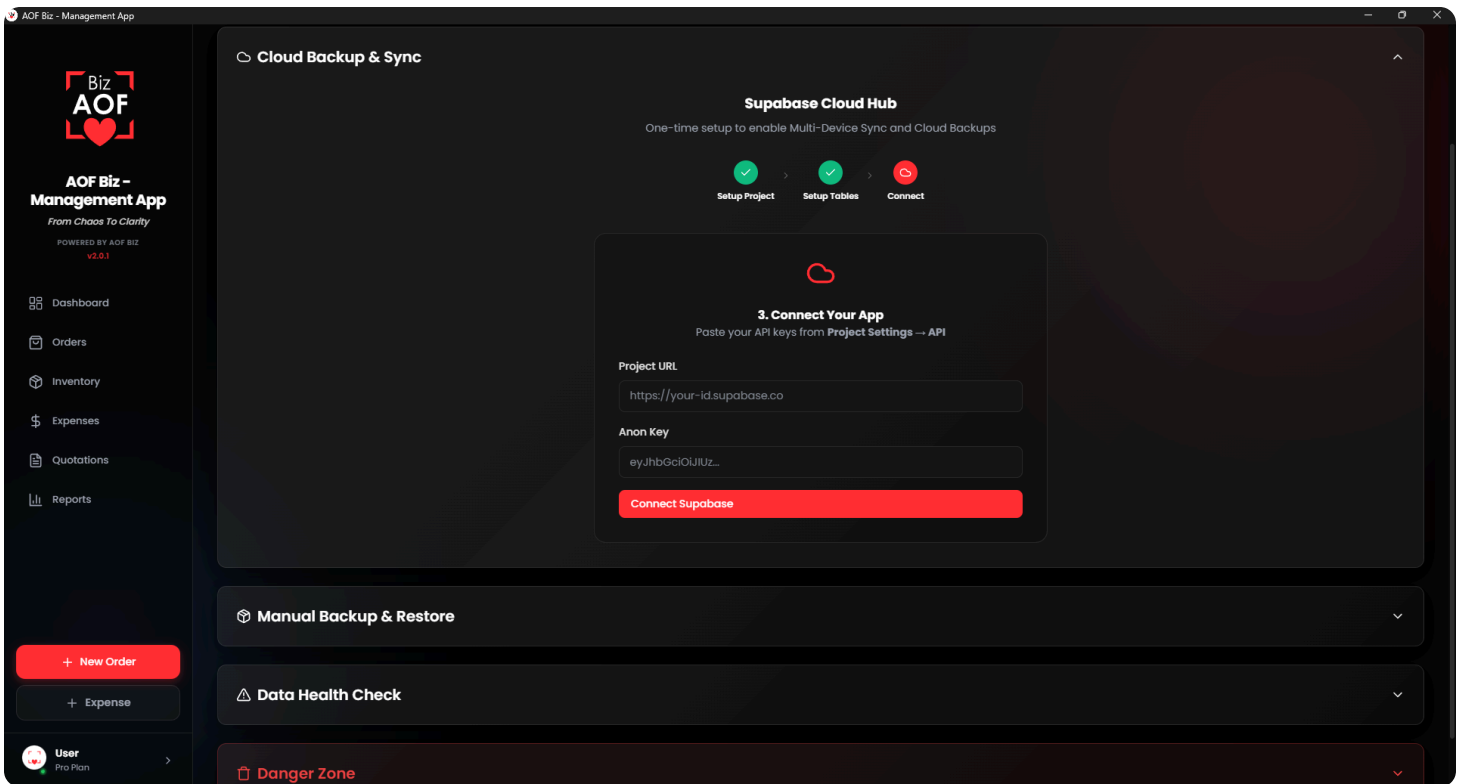 AOF Biz - Management App
Biz
AOF
AOF Biz -
Management App
From Chaos To Clarity
POWERED BY AOF BIZ
v2.0.1
Dashboard
Orders
Inventory
Expenses
Quotations
Reports
+ New Order
+ Expense
User
Pro Plan
Cloud Backup & Sync
Supabase Cloud Hub
One-time setup to enable Multi-Device Sync and Cloud Backups
Setup Project
Setup Tables
Connect
3. Connect Your App
Paste your API keys from Project Settings → API
Project URL
https://your-id.supabase.co
Anon Key
eyJhbGciOiJIUz...
Connect Supabase
Manual Backup & Restore
Data Health Check
Danger Zone